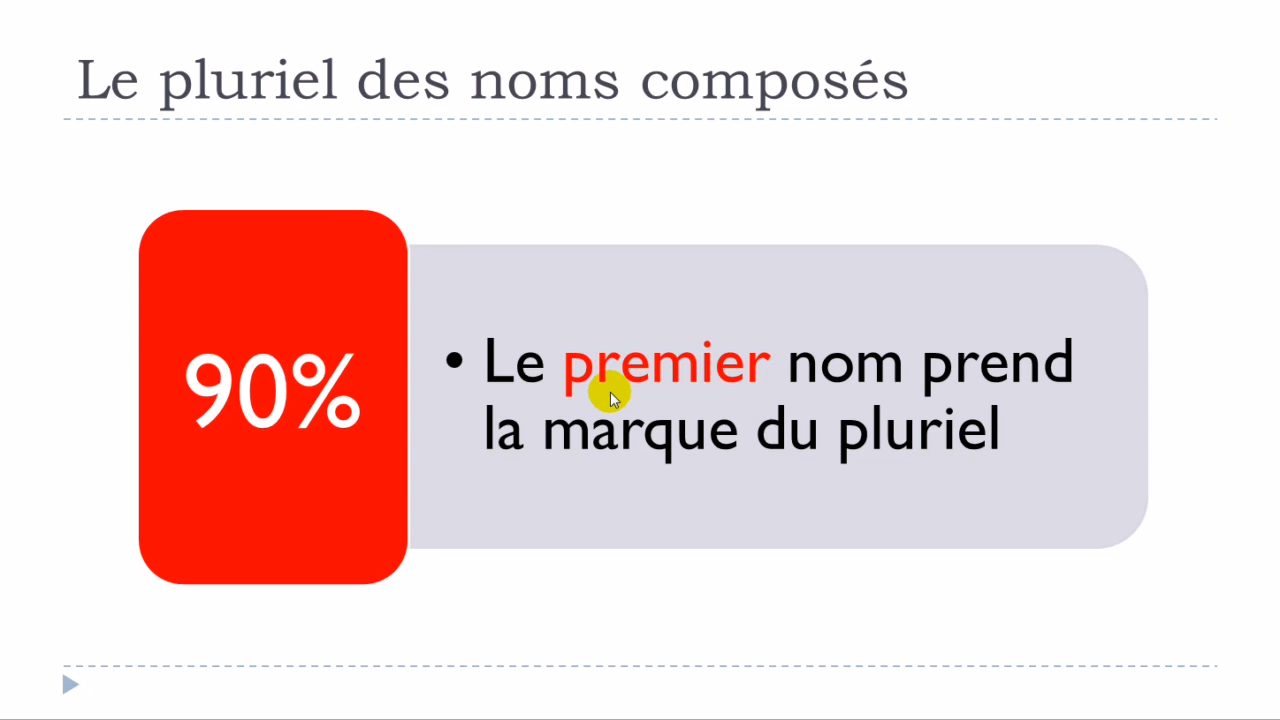 Le pluriel des noms composés
90%
• Le premier nom prend
la marque du pluriel